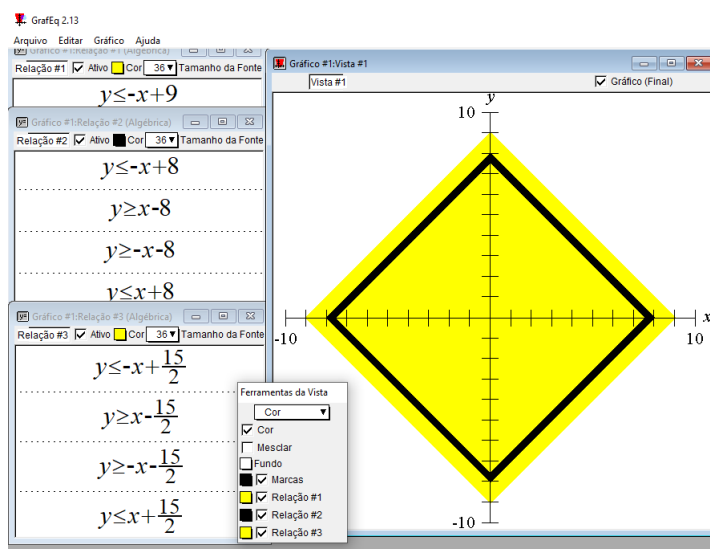 GrafEq 2.13
Arquivo Editar Gráfico Ajuda
Gráfico #1:Relação #1 (Algébrica)
Relação #1 Ativo Cor 36 Tamanho da Fonte
y≤-x+9
Gráfico #1:Relação #2 (Algébrica)
Relação #2 Ativo Cor 36 Tamanho da Fonte
y≤-x+8
y≥x-8
y≥-x-8
y≤x+8
Gráfico #1:Relação #3 (Algébrica)
Relação #3 Ativo Cor 36 Tamanho da Fonte
y≤-x+15/2
y≥x-15/2
y≥-x-15/2
y≤x+15/2
Ferramentas da Vista
Cor
Cor
Mesclar
Fundo
Marcas
Relação #1
Relação #2
Relação #3
Gráfico #1:Vista #1
Vista #1 Gráfico (Final)
y
10
x
-10
10
-10